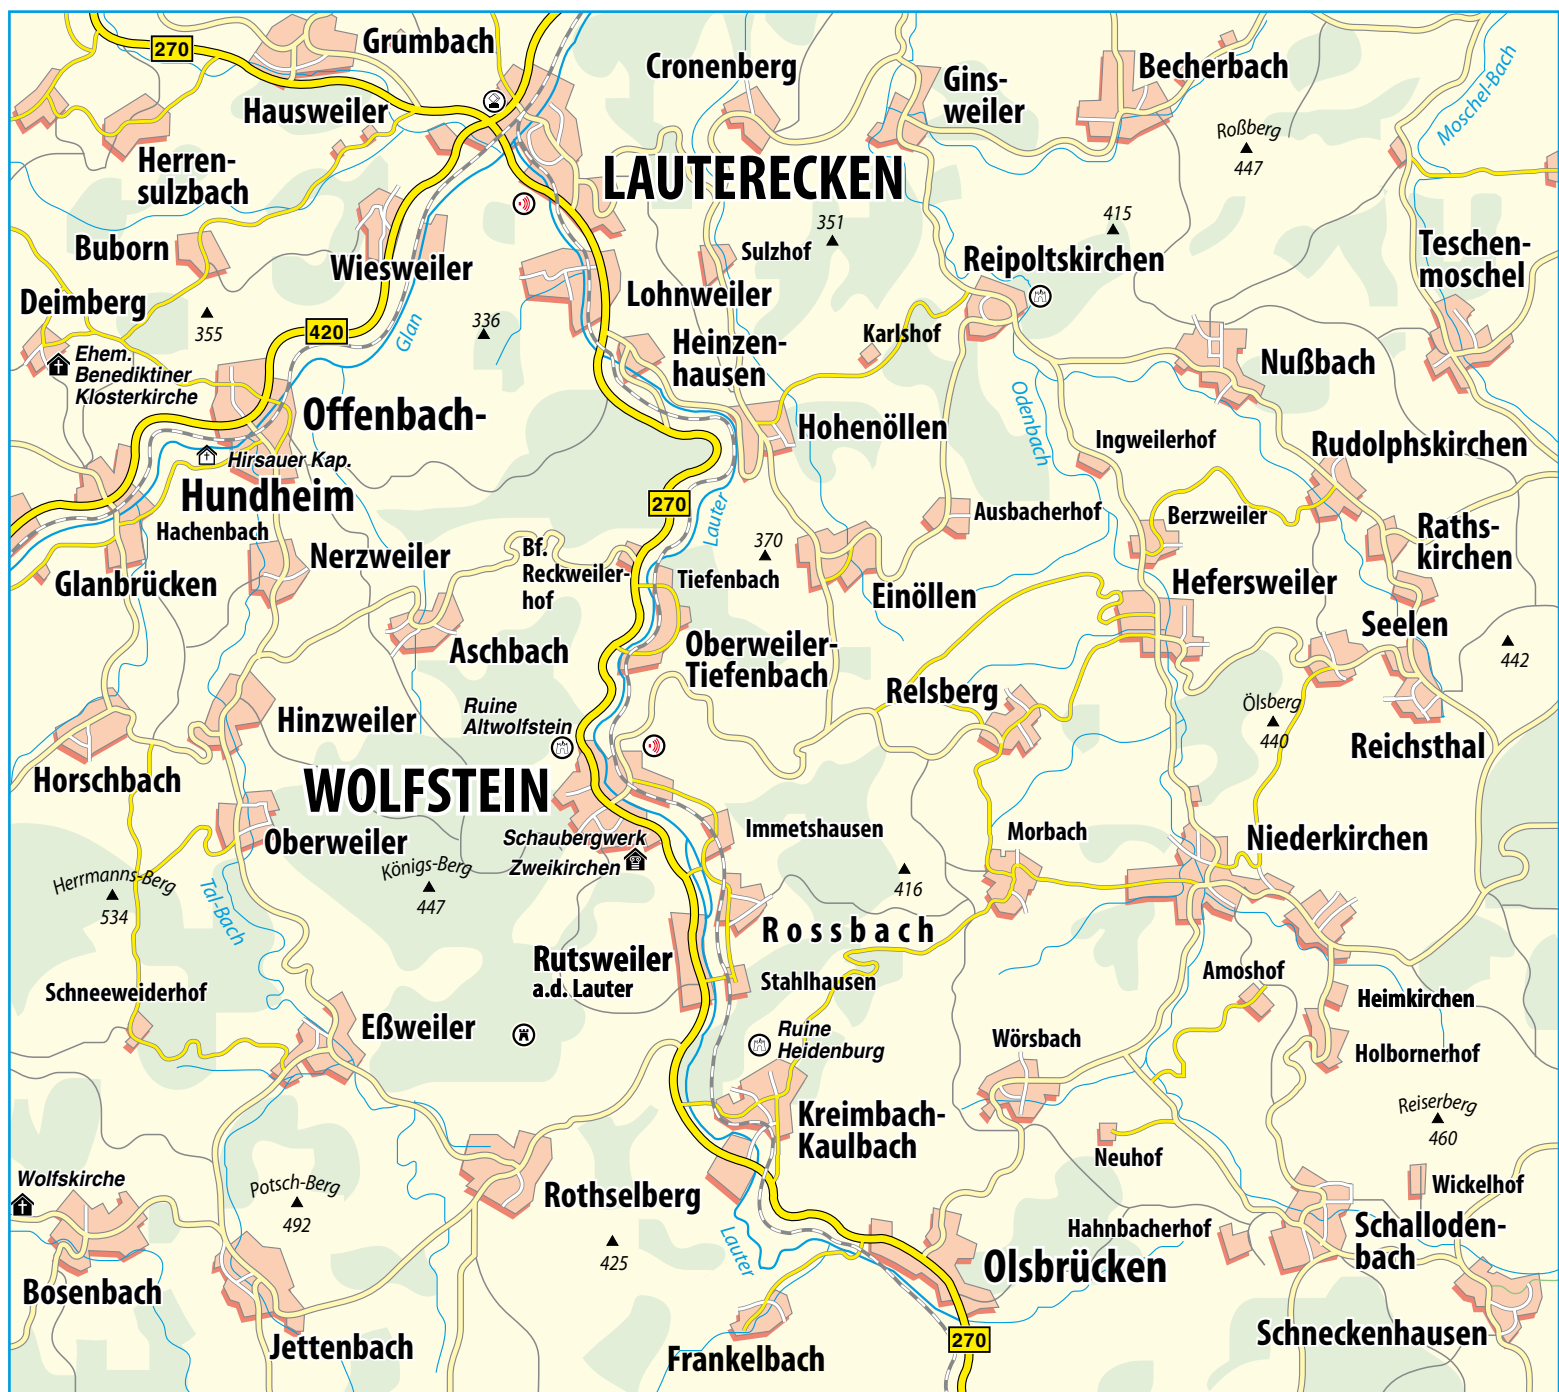 270
Grumbach
Cronenberg
Gins-
weiler
Becherbach
Moschel-Bach
Hausweiler
Roßberg
447
Herren-
sulzbach
LAUTERECKEN
351
415
Buborn
Wiesweiler
Sulzhof
Reipoltskirchen
Teschen-
moschel
Deimberg
355
420
Glan
336
Lohnweiler
Heinzen-
hausen
Karlshof
Nußbach
Ehem.
Benediktiner
Klosterkirche
Offenbach-
Hundheim
Hirsauer Kap.
Hohenöllen
Odenbach
Ingweilerhof
Rudolphskirchen
Hachenbach
270
Lauter
370
Ausbacherhof
Berzweiler
Raths-
kirchen
Glanbrücken
Nerzweiler
Bf.
Reckweiler-
hof
Tiefenbach
Einöllen
Hefersweiler
Aschbach
Oberweiler-
Tiefenbach
Seelen
442
Relsberg
Ölsberg
440
Hinzweiler
Ruine
Altwolfstein
Reichsthal
Horschbach
WOLFSTEIN
Oberweiler
Schaubergwerk
Zweikirchen
Immetshausen
Morbach
Niederkirchen
Herrmanns-Berg
534
Tal-Bach
Königs-Berg
447
416
Rossbach
Rutsweiler
a.d. Lauter
Stahlhausen
Amoshof
Heimkirchen
Schneeweiderhof
Eßweiler
Ruine
Heidenburg
Wörsbach
Holbornerhof
Kreimbach-
Kaulbach
Reiserberg
460
Neuhof
Wolfskirche
Potsch-Berg
492
Rothselberg
425
Lauter
Wickelhof
Hahnbacherhof
Schalloden-
bach
Olsbrücken
Bosenbach
Jettenbach
Frankelbach
270
Schneckenhausen